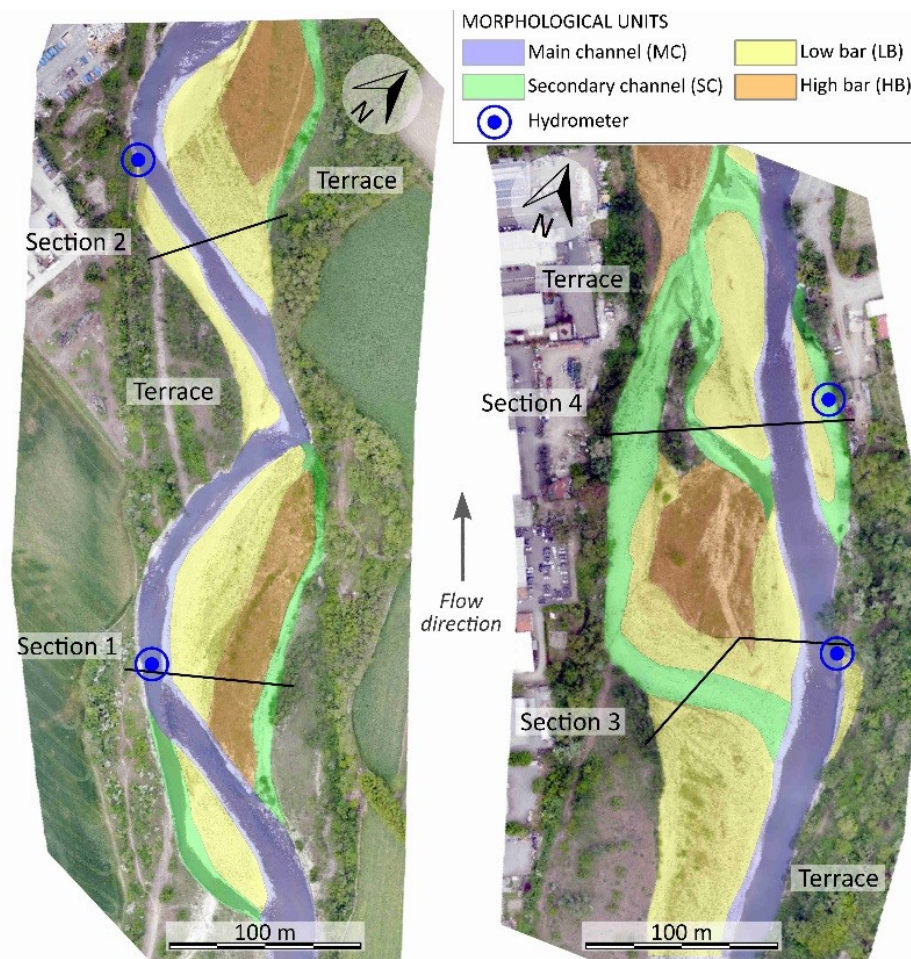 MORPHOLOGICAL UNITS
Main channel (MC)
Low bar (LB)
Secondary channel (SC)
High bar (HB)
Hydrometer
N
Terrace
Section 2
Terrace
Section 1
100 m
Flow
direction
N
Terrace
Section 4
Section 3
Terrace
100 m